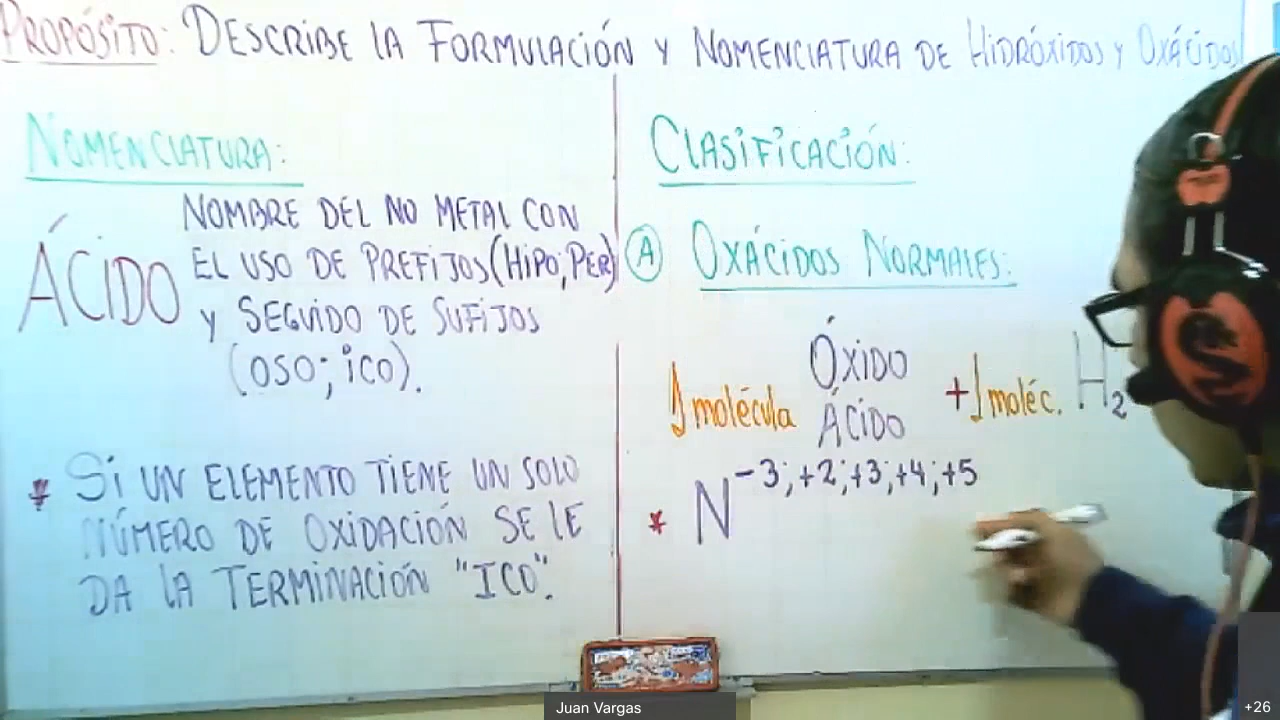 PROPÓSITO: DESCRIBE LA FORMULACIÓN Y NOMENCLATURA DE HIDRÓXIDOS Y OXÁCIDOS
NOMENCLATURA:
ÁCIDO
NOMBRE DEL NO METAL CON
EL USO DE PREFIJOS (HIPO; PER)
Y SEGUIDO DE SUFIJOS
(OSO; ICO).
* SI UN ELEMENTO TIENE UN SOLO
NÚMERO DE OXIDACIÓN SE LE
DA LA TERMINACIÓN "ICO".
CLASIFICACIÓN:
A OXÁCIDOS NORMALES:
1 molécula ÓXIDO ÁCIDO + 1 moléc. H₂
* N -3; +2; +3; +4; +5
Juan Vargas
+26